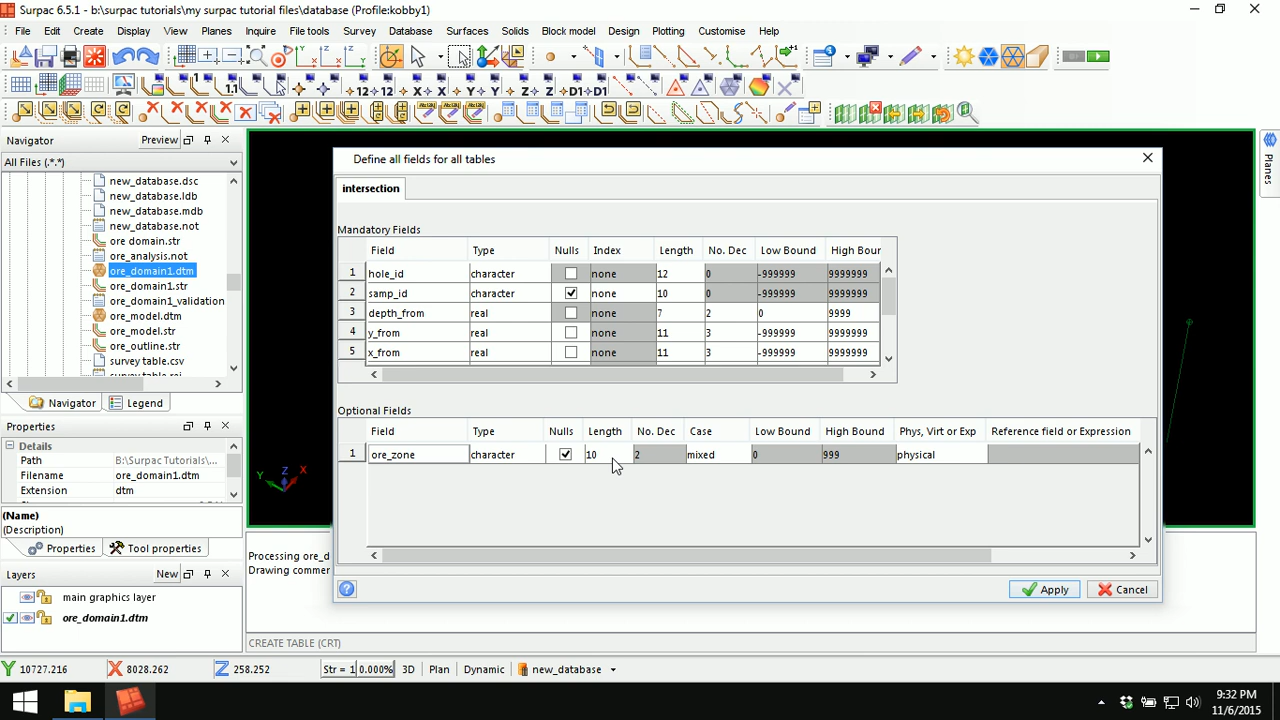 Surpac 6.5.1 - b:\surpac tutorials\my surpac tutorial files\database (Profile:kobby1)
File Edit Create Display View Planes Inquire File tools Survey Database Surfaces Solids Block model Design Plotting Customise Help
Navigator Preview
All Files (.*.*)
new_database.dsc
new_database.ldb
new_database.mdb
new_database.not
ore domain.str
ore_analysis.not
ore_domain1.dtm
ore_domain1.str
ore_domain1_validation
ore_model.dtm
ore_model.str
ore_outline.str
survey table.csv
Navigator Legend
Properties
Details
Path B:\Surpac Tutorials\...
Filename ore_domain1.dtm
Extension dtm
(Name)
(Description)
Properties Tool properties
Layers New
main graphics layer
ore_domain1.dtm
Planes
Y Z X
Define all fields for all tables
intersection
Mandatory Fields
Field Type Nulls Index Length No. Dec Low Bound High Bour
1 hole_id character none 12 0 -999999 9999999
2 samp_id character none 10 0 -999999 9999999
3 depth_from real none 7 2 0 9999
4 y_from real none 11 3 -999999 9999999
5 x_from real none 11 3 -999999 9999999
Optional Fields
Field Type Nulls Length No. Dec Case Low Bound High Bound Phys, Virt or Exp Reference field or Expression
1 ore_zone character 10 2 mixed 0 999 physical
Apply Cancel
Processing ore_d
Drawing commer
CREATE TABLE (CRT)
Y 10727.216 X 8028.262 Z 258.252 Str = 1 0.000% 3D Plan Dynamic new_database
9:32 PM
11/6/2015